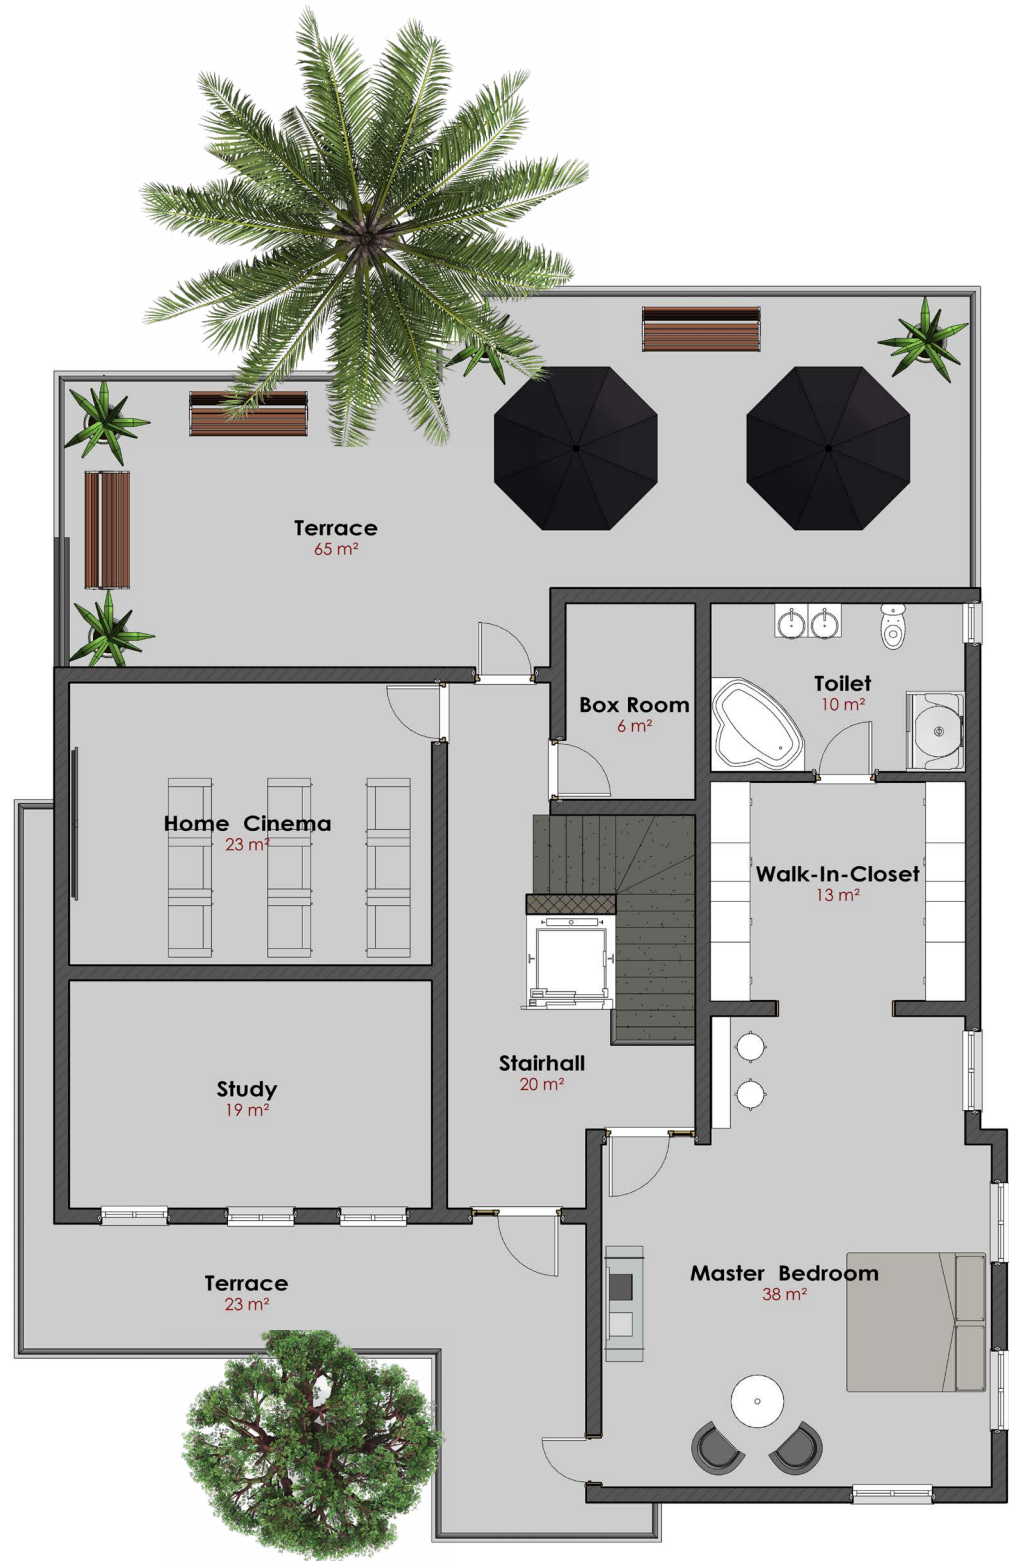 Terrace
65 m²
Box Room
6 m²
Toilet
10 m²
Home Cinema
23 m²
Walk-In-Closet
13 m²
Stairhall
20 m²
Study
19 m²
Terrace
23 m²
Master Bedroom
38 m²